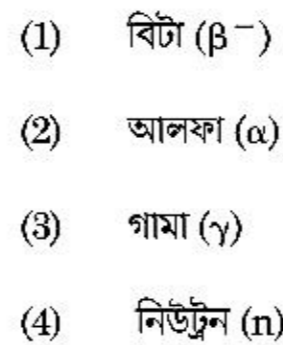 (1) বিটা (β⁻)
(2) আলফা (α)
(3) গামা (γ)
(4) নিউট্রন (n)